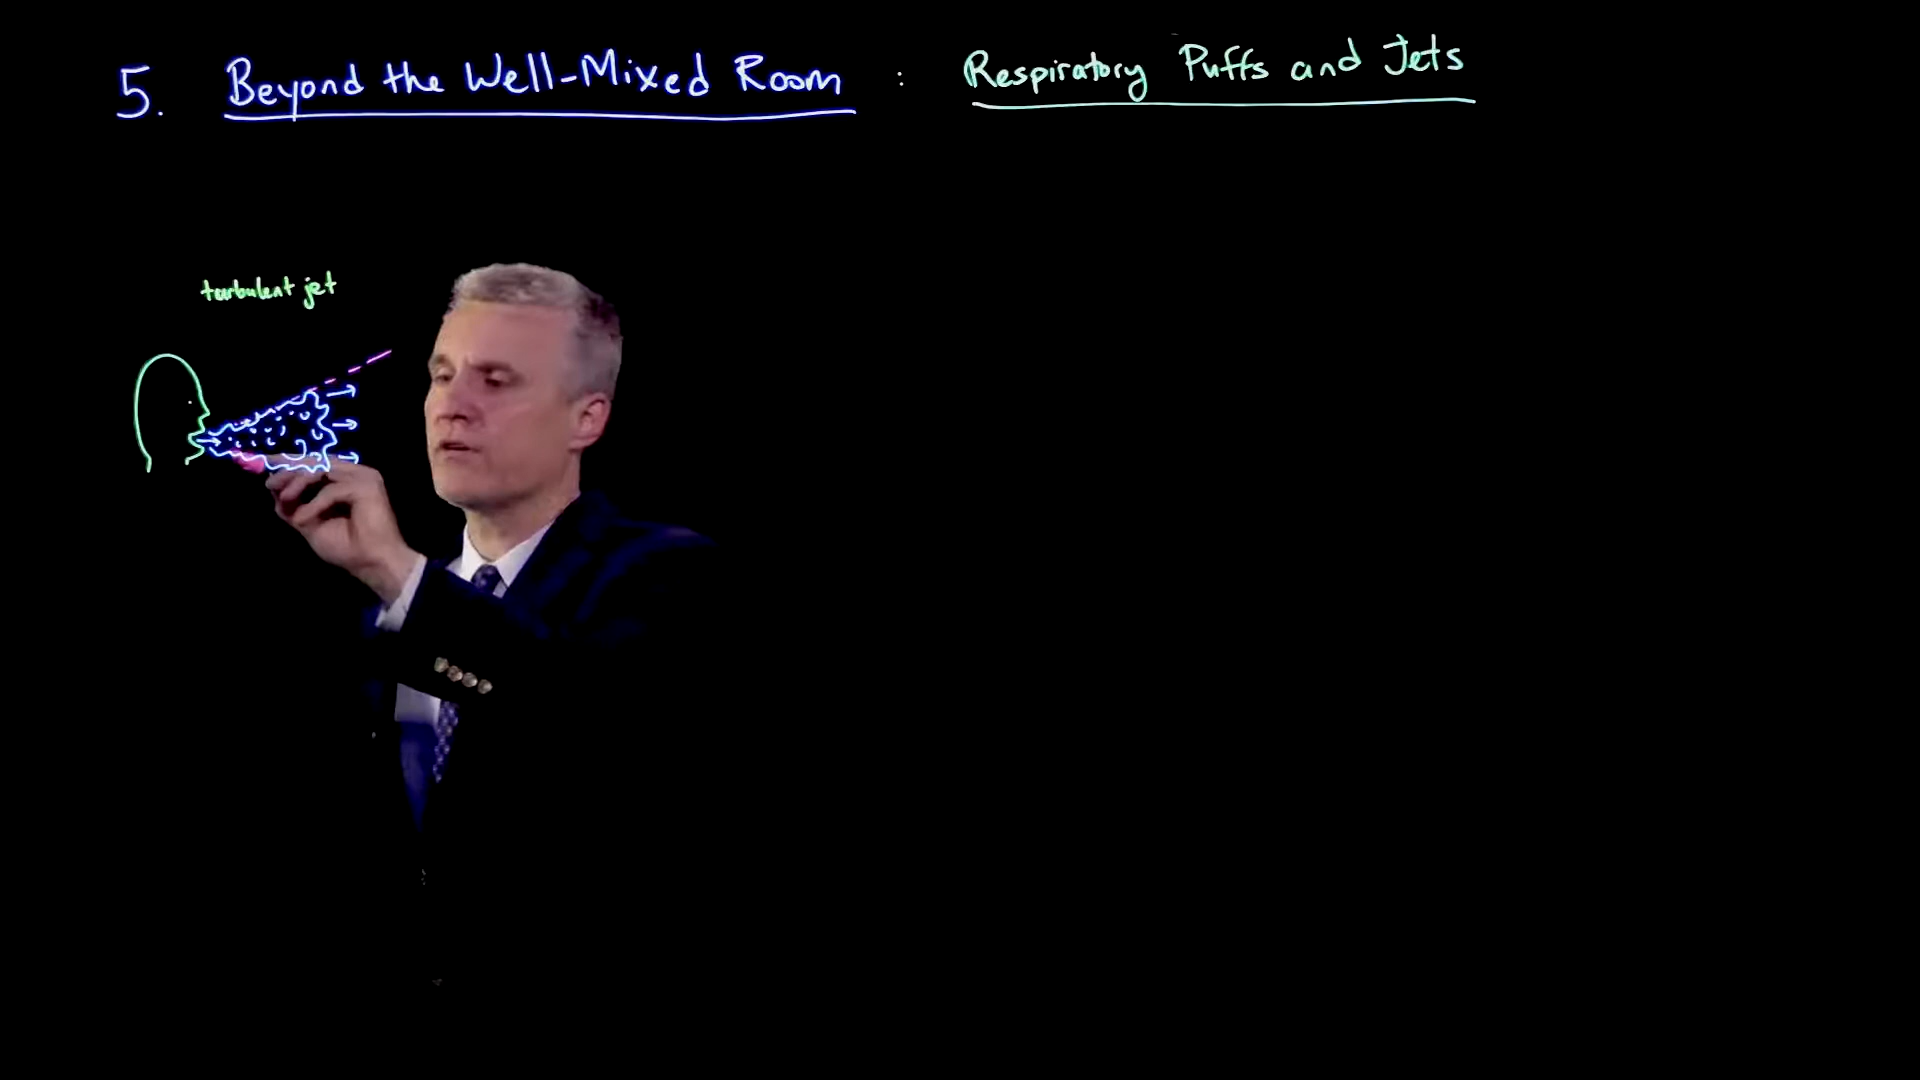 5. Beyond the Well-Mixed Room : Respiratory Puffs and Jets
turbulent jet